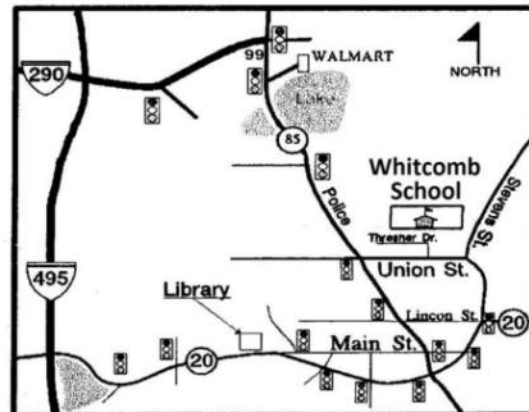 99
WALMART
290
NORTH
Lake
85
Whitcomb
School
Stevens St.
Police
Thresher Dr.
Union St.
495
Library
Lincon St.
20
Main St.
20